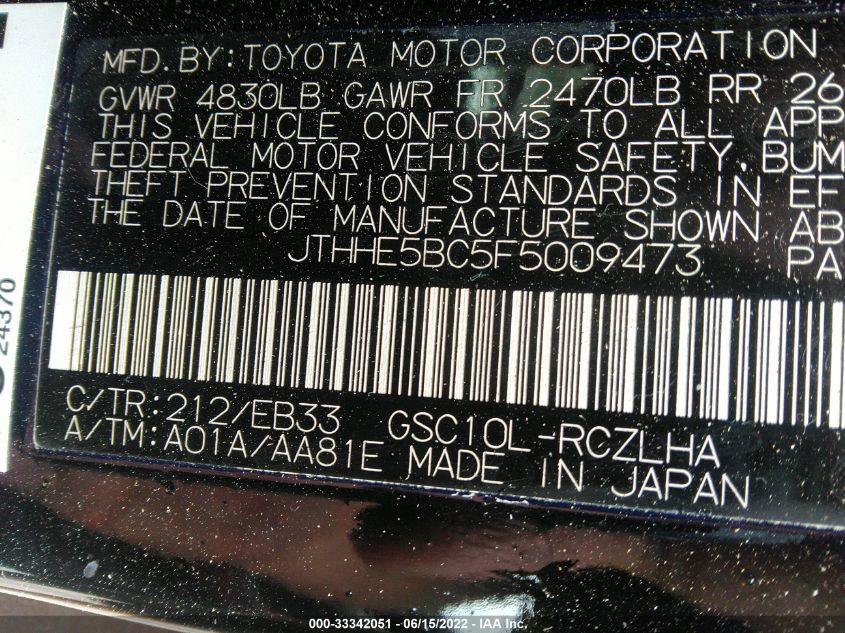 MFD.BY:TOYOTA MOTOR CORPORATION
GVWR 4830LB GAWR FR 2470LB RR 26
THIS VEHICLE CONFORMS TO ALL APP
FEDERAL MOTOR VEHICLE SAFETY, BUM
THEFT PREVENTION STANDARDS IN EF
THE DATE OF MANUFACTURE SHOWN AB
JTHHE5BC5F5009473 PA
C/TR:212/EB33 GSC10L-RCZLHA
A/TM:A01A/AA81E MADE IN JAPAN
24370
000-33342051 - 06/15/2022 - IAA Inc.